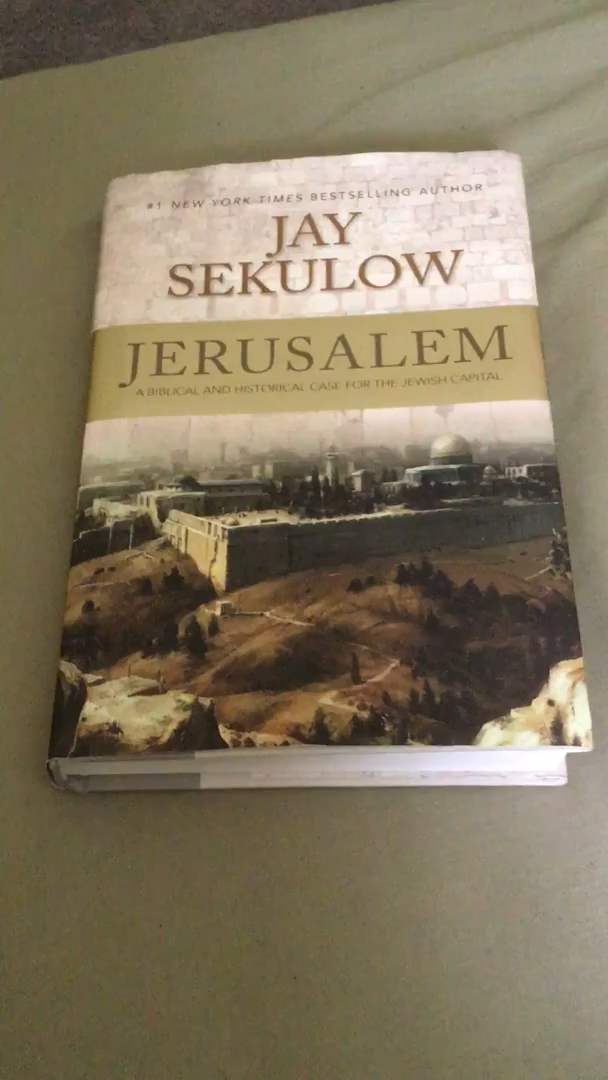 #1 NEW YORK TIMES BESTSELLING AUTHOR
JAY
SEKULOW
JERUSALEM
A BIBLICAL AND HISTORICAL CASE FOR THE JEWISH CAPITAL